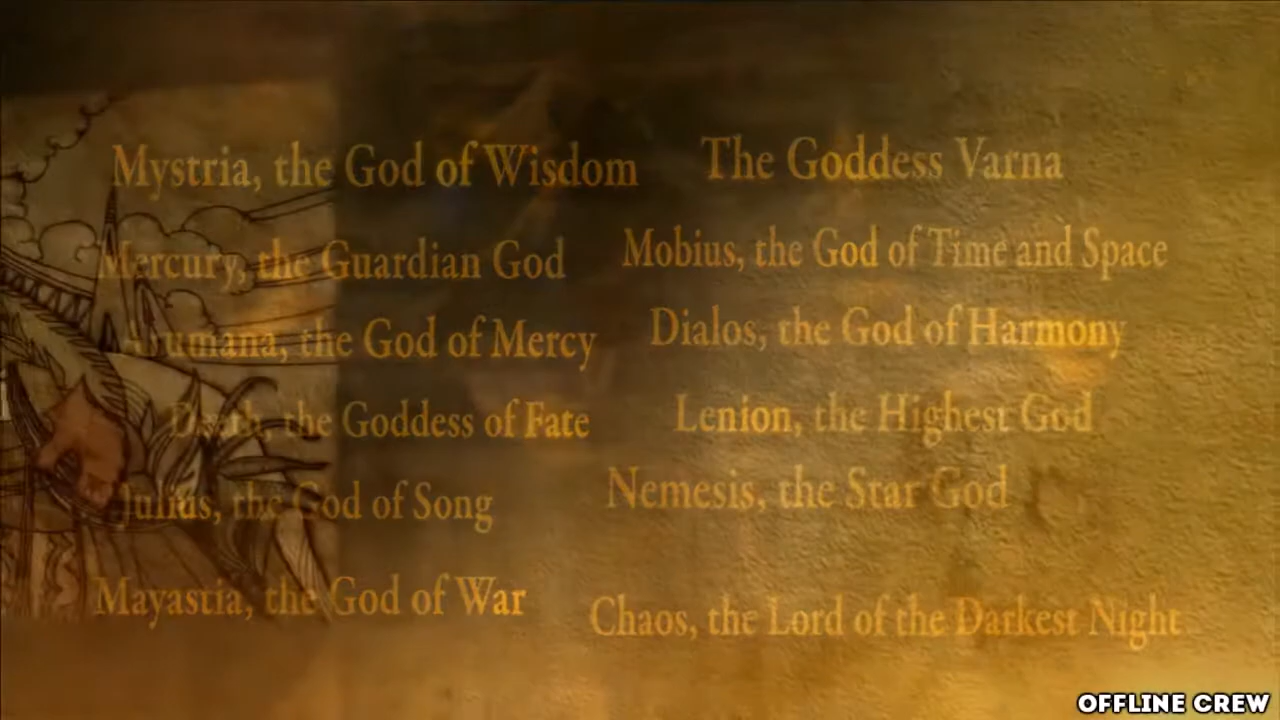 Mystria, the God of Wisdom
Mercury, the Guardian God
the God of Mercy
Death, the Goddess of Fate
Julius, the God of Song
Mayastia, the God of War
The Goddess Varna
Mobius, the God of Time and Space
Dialos, the God of Harmony
Lenion, the Highest God
Nemesis, the Star God
Chaos, the Lord of the Darkest Night
OFFLINE CREW